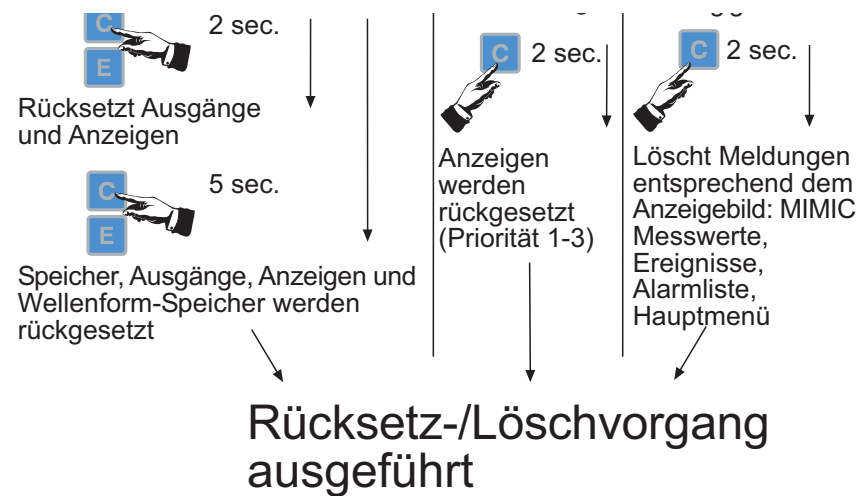 C
2 sec.
E
Rücksetzt Ausgänge
und Anzeigen
C
5 sec.
E
Speicher, Ausgänge, Anzeigen und
Wellenform-Speicher werden
rückgesetzt
C
2 sec.
Anzeigen
werden
rückgesetzt
(Priorität 1-3)
C
2 sec.
Löscht Meldungen
entsprechend dem
Anzeigebild: MIMIC
Messwerte,
Ereignisse,
Alarmliste,
Hauptmenü
Rücksetz-/Löschvorgang
ausgeführt